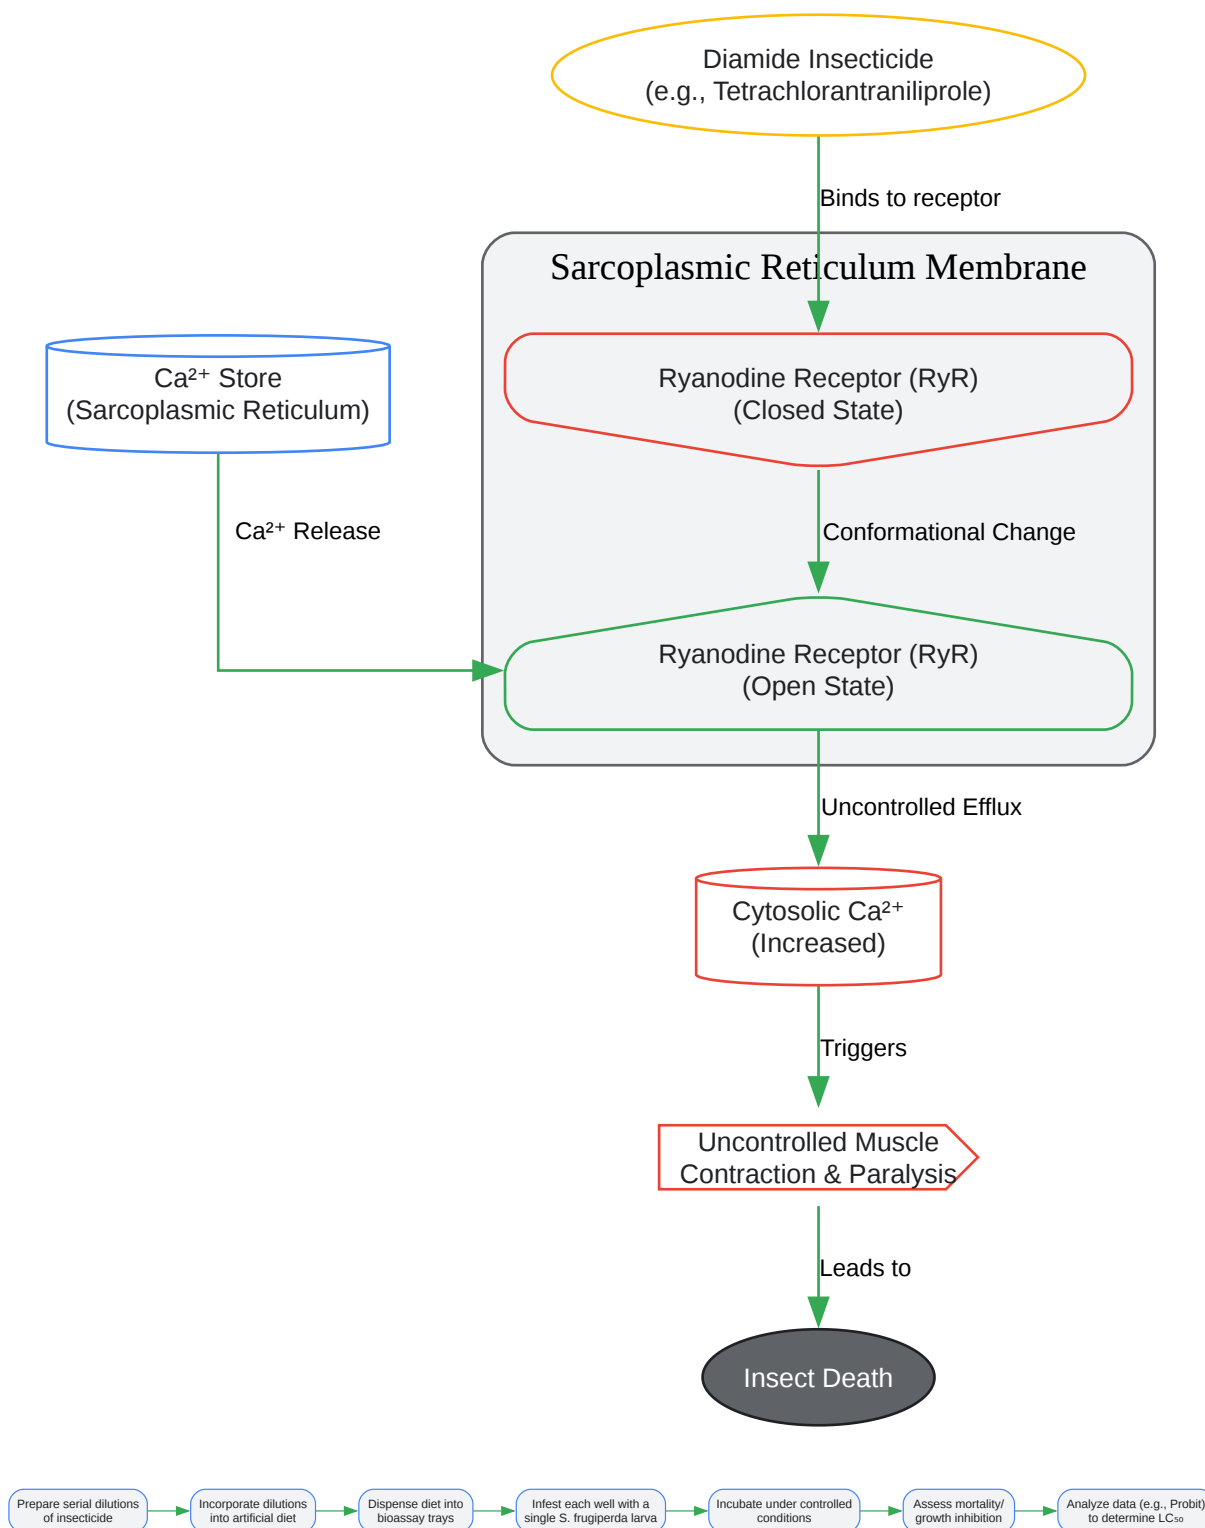 Diamide Insecticide
(e.g., Tetrachlorantraniliprole)
Binds to receptor
Sarcoplasmic Reticulum Membrane
Ca²⁺ Store
(Sarcoplasmic Reticulum)
Ryanodine Receptor (RyR)
(Closed State)
Ca²⁺ Release
Conformational Change
Ryanodine Receptor (RyR)
(Open State)
Uncontrolled Efflux
Cytosolic Ca²⁺
(Increased)
Triggers
Uncontrolled Muscle
Contraction & Paralysis
Leads to
Insect Death
Prepare serial dilutions
of insecticide
Incorporate dilutions
into artificial diet
Dispense diet into
bioassay trays
Infest each well with a
single S. frugiperda larva
Incubate under controlled
conditions
Assess mortality/
growth inhibition
Analyze data (e.g., Probit)
to determine LC₅₀